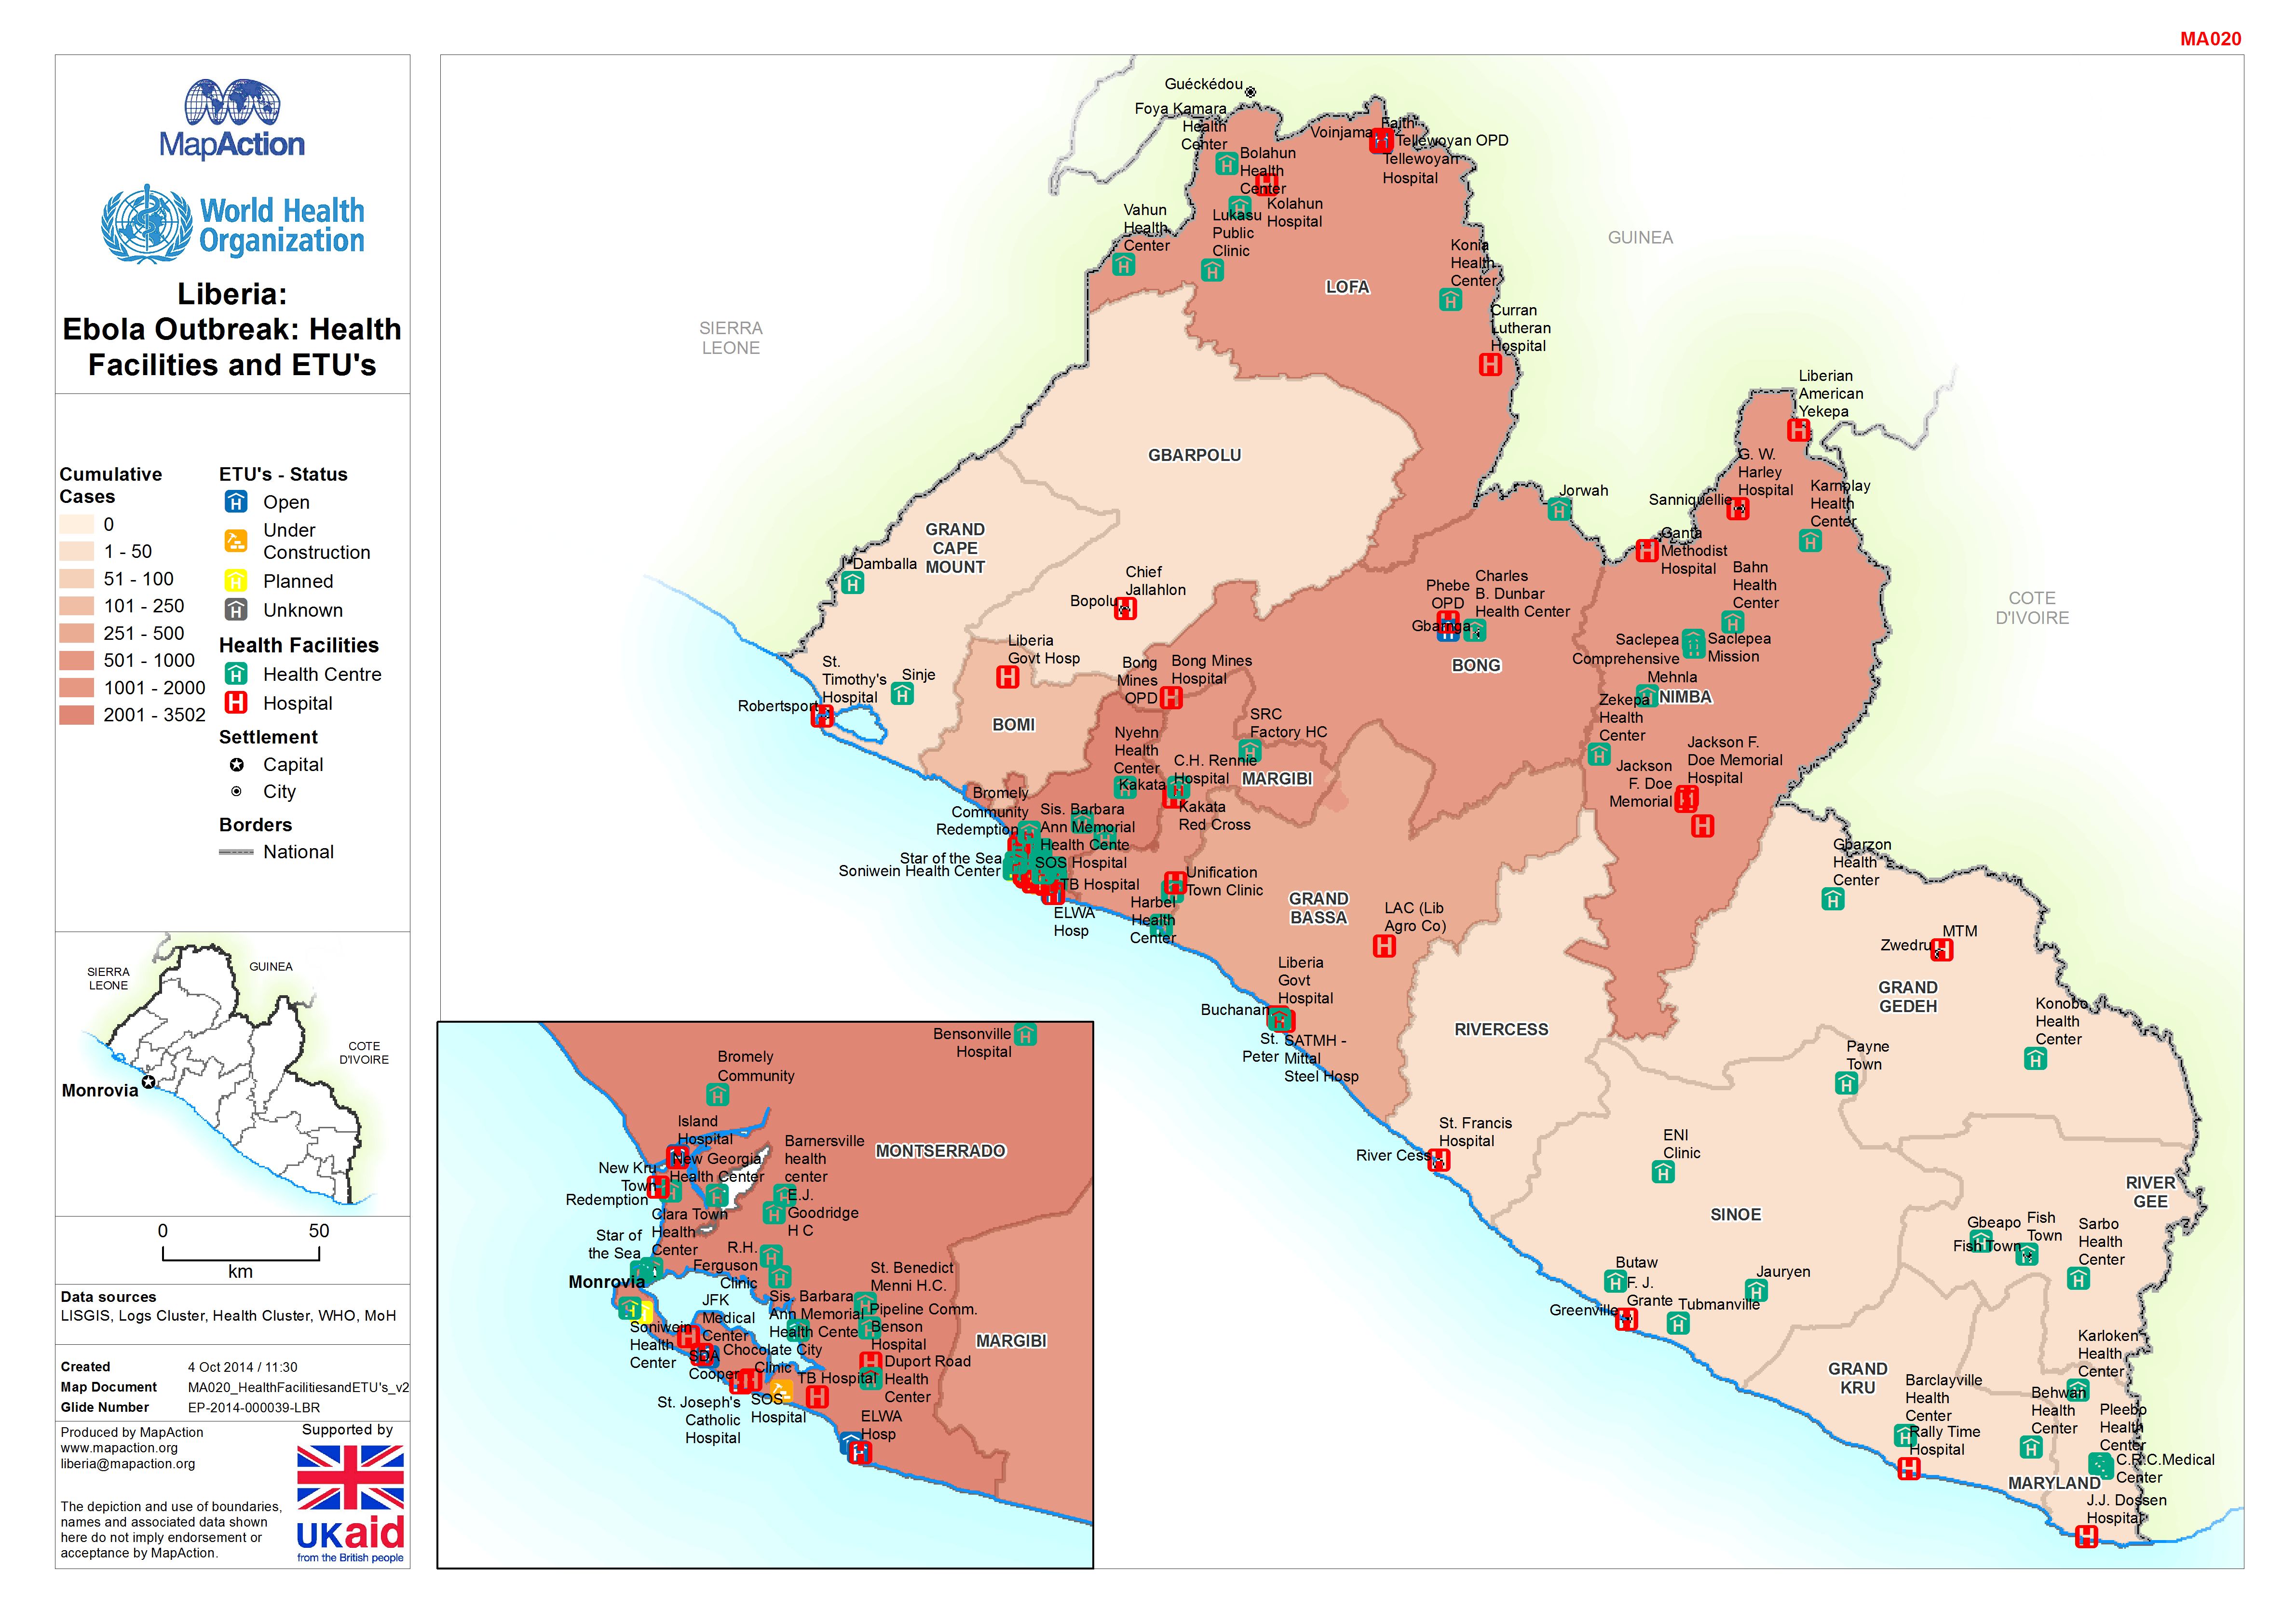 MA020
MapAction
World Health
Organization
Liberia:
Ebola Outbreak: Health
Facilities and ETU's
Cumulative
Cases
0
1 - 50
51 - 100
101 - 250
251 - 500
501 - 1000
1001 - 2000
2001 - 3502
ETU's - Status
Open
Under
Construction
Planned
Unknown
Health Facilities
Health Centre
Hospital
Settlement
Capital
City
Borders
National
SIERRA
LEONE
GUINEA
COTE
D'IVOIRE
Monrovia
0 50
km
Data sources
LISGIS, Logs Cluster, Health Cluster, WHO, MoH
Created 4 Oct 2014 / 11:30
Map Document MA020_HealthFacilitiesandETU's_v2
Glide Number EP-2014-000039-LBR
Produced by MapAction
www.mapaction.org
liberia@mapaction.org
Supported by
The depiction and use of boundaries,
names and associated data shown
here do not imply endorsement or
acceptance by MapAction.
UKaid
from the British people
Guéckédou
Foya Kamara
Health
Center
Bolahun
Health
Center
Kolahun
Hospital
Voinjama
Faith
Tellewoyan OPD
Tellewoyan
Hospital
Vahun
Health
Center
Lukasu
Public
Clinic
Konia
Health
Center
GUINEA
LOFA
Curran
Lutheran
Hospital
SIERRA
LEONE
Liberian
American
Yekepa
GBARPOLU
G. W.
Harley
Hospital
Sanniquellie
Karnplay
Health
Center
Jorwah
Ganta
Methodist
Hospital
GRAND
CAPE
MOUNT
Damballa
Bahn
Health
Center
Chief
Jallahlon
Bopolu
Phebe
OPD
Charles
B. Dunbar
Health Center
Gbarnga
COTE
D'IVOIRE
Saclepea
Comprehensive
Saclepea
Mission
Liberia
Govt Hosp
Bong
Mines
OPD
Bong Mines
Hospital
BONG
Mehnla
NIMBA
St.
Timothy's
Hospital
Sinje
Robertsport
BOMI
Zekepa
Health
Center
SRC
Factory HC
Nyehn
Health
Center
C.H. Rennie
Hospital
MARGIBI
Kakata
Kakata
Red Cross
Jackson F.
Doe Memorial
Hospital
Jackson
F. Doe
Memorial
Bromely
Community
Redemption
Sis. Barbara
Ann Memorial
Health Cente
Star of the Sea
SOS Hospital
Soniwein Health Center
TB Hospital
ELWA
Hosp
Unification
Town Clinic
Harbel
Health
Center
GRAND
BASSA
LAC (Lib
Agro Co)
Gbarzon
Health
Center
MTM
Zwedru
GRAND
GEDEH
Konobo
Health
Center
Liberia
Govt
Hospital
Buchanan
St.
Peter
SATMH -
Mittal
Steel Hosp
RIVERCESS
Payne
Town
St. Francis
Hospital
River Cess
ENI
Clinic
RIVER
GEE
SINOE
Gbeapo
Fish
Town
Fish Town
Sarbo
Health
Center
Butaw
F. J.
Grante
Greenville
Tubmanville
Jauryen
Karloken
Health
Center
GRAND
KRU
Barclayville
Health
Center
Rally Time
Hospital
Behwan
Health
Center
Pleebo
Health
Center
C.R.C.Medical
Center
MARYLAND
J.J. Dossen
Hospital
Bensonville
Hospital
Bromely
Community
Island
Hospital
Barnersville
health
center
MONTSERRADO
New Georgia
Health Center
New Kru
Town
Redemption
E.J.
Goodridge
H C
Clara Town
Health
Center
Star of
the Sea
R.H.
Ferguson
Clinic
St. Benedict
Menni H.C.
Monrovia
JFK
Medical
Center
Sis. Barbara
Ann Memorial
Health Cente
Pipeline Comm.
Benson
Hospital
MARGIBI
Soniwein
Health
Center
SDA
Cooper
Chocolate City
Clinic
Duport Road
Health
Center
TB Hospital
St. Joseph's
Catholic
Hospital
SOS
Hospital
ELWA
Hosp